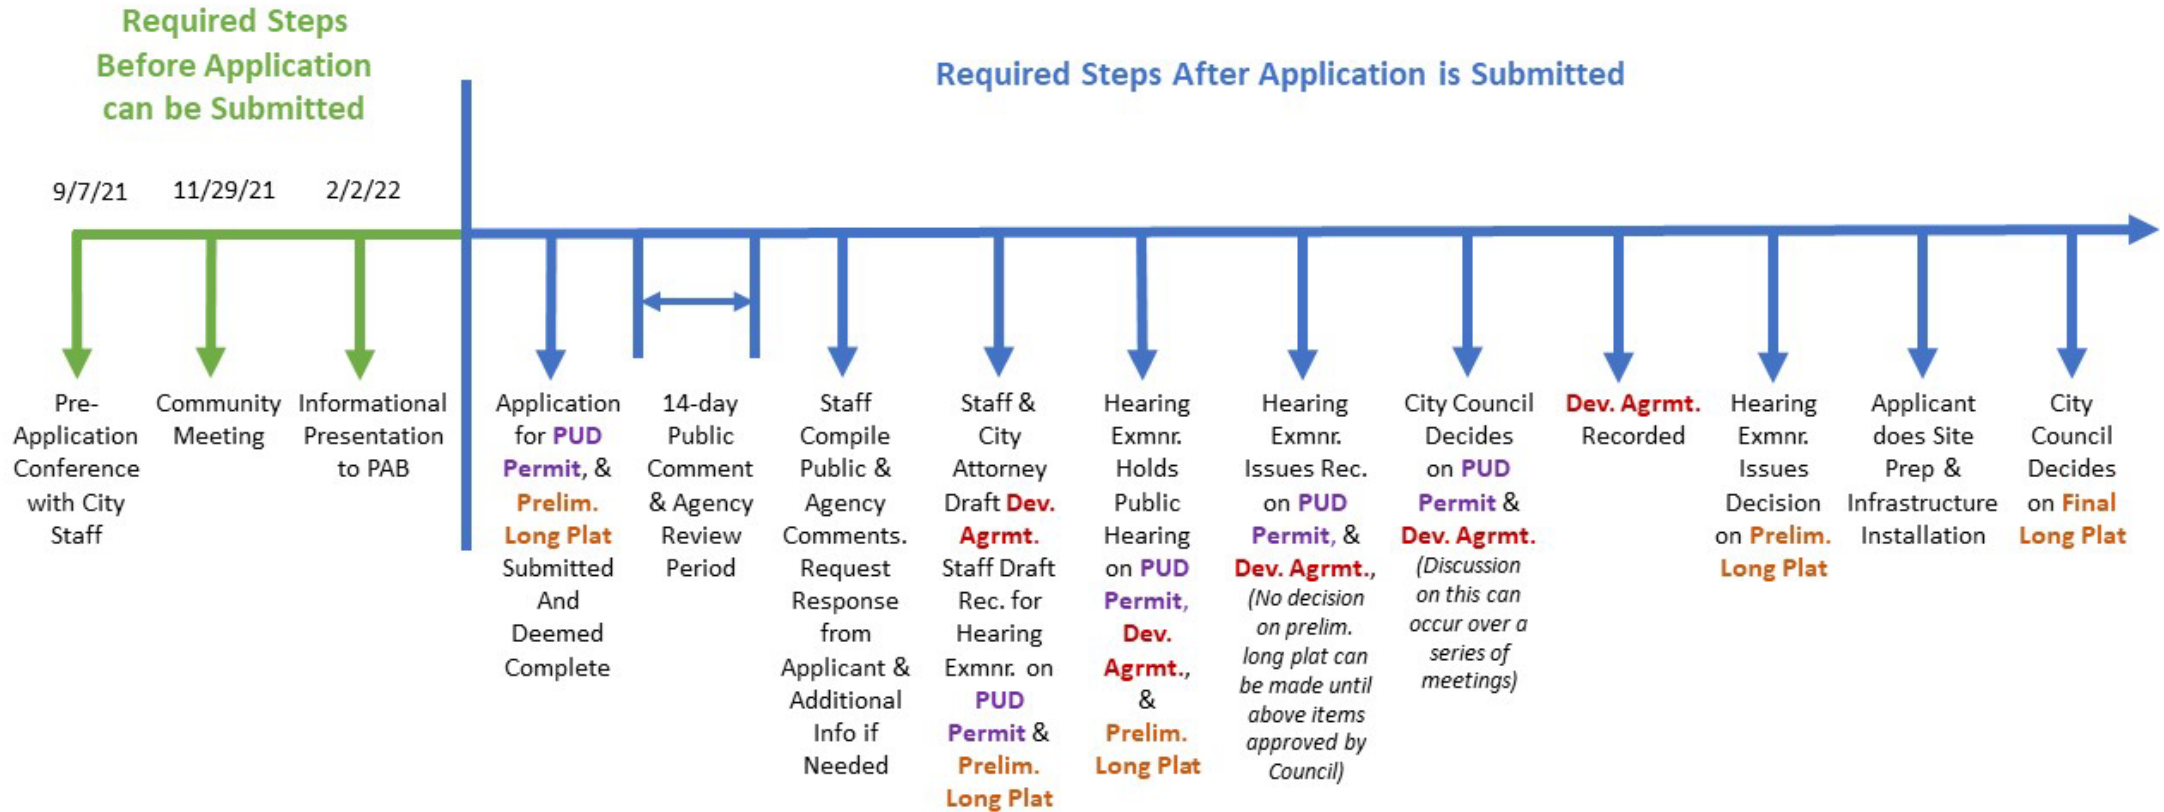 Required Steps
Before Application
can be Submitted
Required Steps After Application is Submitted
9/7/21
11/29/21
2/2/22
Pre-
Application
Conference
with City
Staff
Community
Meeting
Informational
Presentation
to PAB
Application
for PUD
Permit, &
Prelim.
Long Plat
Submitted
And
Deemed
Complete
14-day
Public
Comment
& Agency
Review
Period
Staff
Compile
Public &
Agency
Comments.
Request
Response
from
Applicant &
Additional
Info if
Needed
Staff &
City
Attorney
Draft Dev.
Agrmt.
Staff Draft
Rec. for
Hearing
Exmnr. on
PUD
Permit &
Prelim.
Long Plat
Hearing
Exmnr.
Holds
Public
Hearing
on PUD
Permit,
Dev.
Agrmt.,
&
Prelim.
Long Plat
Hearing
Exmnr.
Issues Rec.
on PUD
Permit, &
Dev. Agrmt.,
(No decision
on prelim.
long plat can
be made until
above items
approved by
Council)
City Council
Decides
on PUD
Permit &
Dev. Agrmt.
(Discussion
on this can
occur over a
series of
meetings)
Dev. Agrmt.
Recorded
Hearing
Exmnr.
Issues
Decision
on Prelim.
Long Plat
Applicant
does Site
Prep &
Infrastructure
Installation
City
Council
Decides
on Final
Long Plat